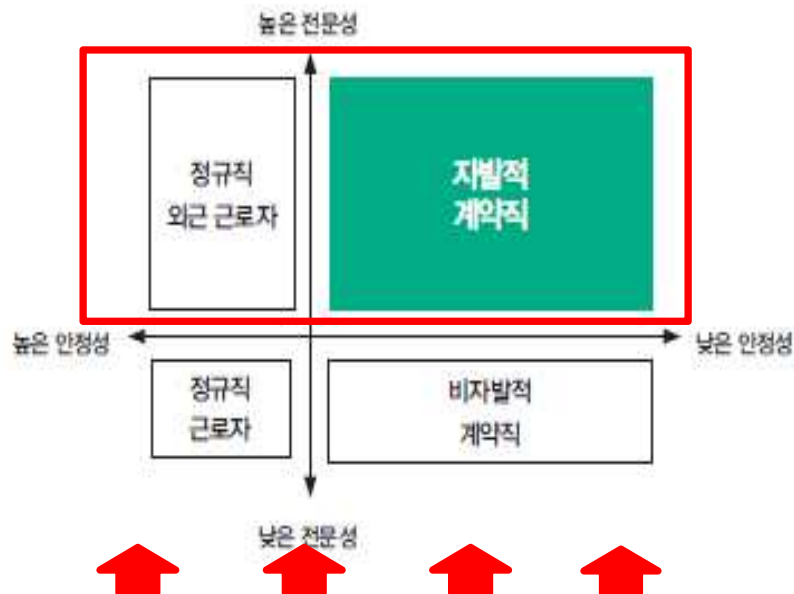 높은 전문성
정규직
외근 근로자
자발적
계약직
높은 안정성
낮은 안정성
정규직
근로자
비자발적
계약직
낮은 전문성